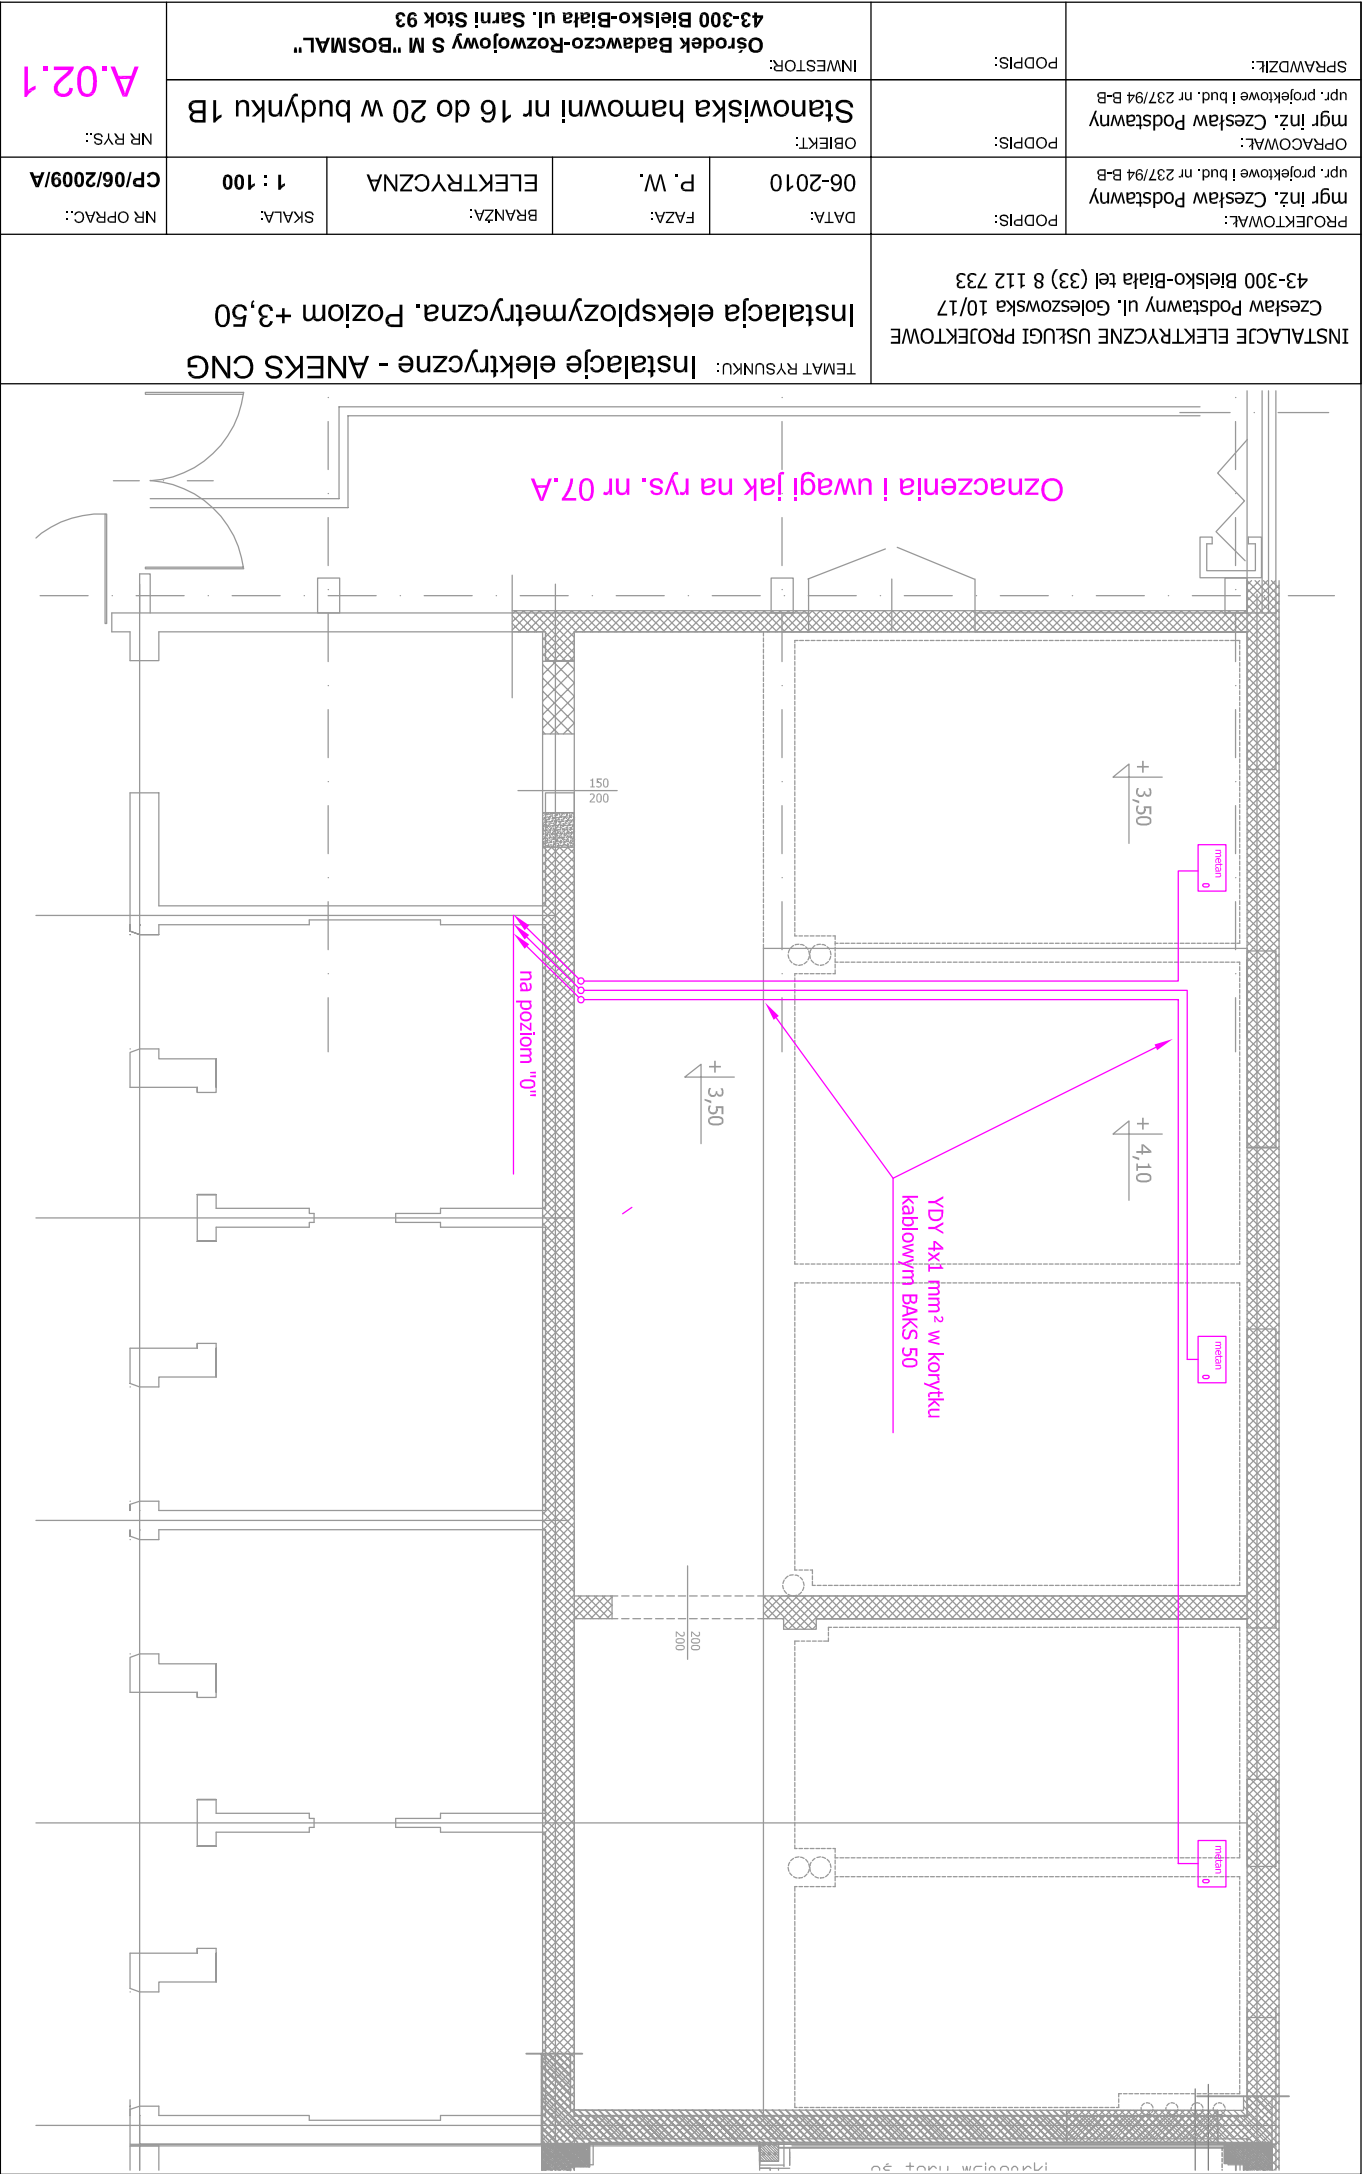 oś toru wciągarki
metan 0
200
200
metan 0
YDY 4x1 mm² w korytku
kablowym BAKS 50
+ 4,10
+ 3,50
na poziom "0"
metan 0
+ 3,50
150
200
Oznaczenia i uwagi jak na rys. nr 07.A
INSTALACJE ELEKTRYCZNE USŁUGI PROJEKTOWE
Czesław Podstawny ul. Goleszowska 10/17
43-300 Bielsko-Biała tel (33) 8 112 733
TEMAT RYSUNKU: Instalacje elektryczne - ANEKS CNG
Instalacja eleksplozymetryczna. Poziom +3,50
PROJEKTOWAŁ:
mgr inż. Czesław Podstawny
upr. projektowe i bud. nr 237/94 B-B
PODPIS:
DATA:
06-2010
FAZA:
P. W.
BRANŻA:
ELEKTRYCZNA
SKALA:
1 : 100
NR OPRAC.:
CP/06/2009/A
OPRACOWAŁ:
mgr inż. Czesław Podstawny
upr. projektowe i bud. nr 237/94 B-B
PODPIS:
OBIEKT:
Stanowiska hamowni nr 16 do 20 w budynku 1B
NR RYS.:
A.02.1
SPRAWDZIŁ:
PODPIS:
INWESTOR:
Ośrodek Badawczo-Rozwojowy S M "BOSMAL"
43-300 Bielsko-Biała ul. Sarni Stok 93